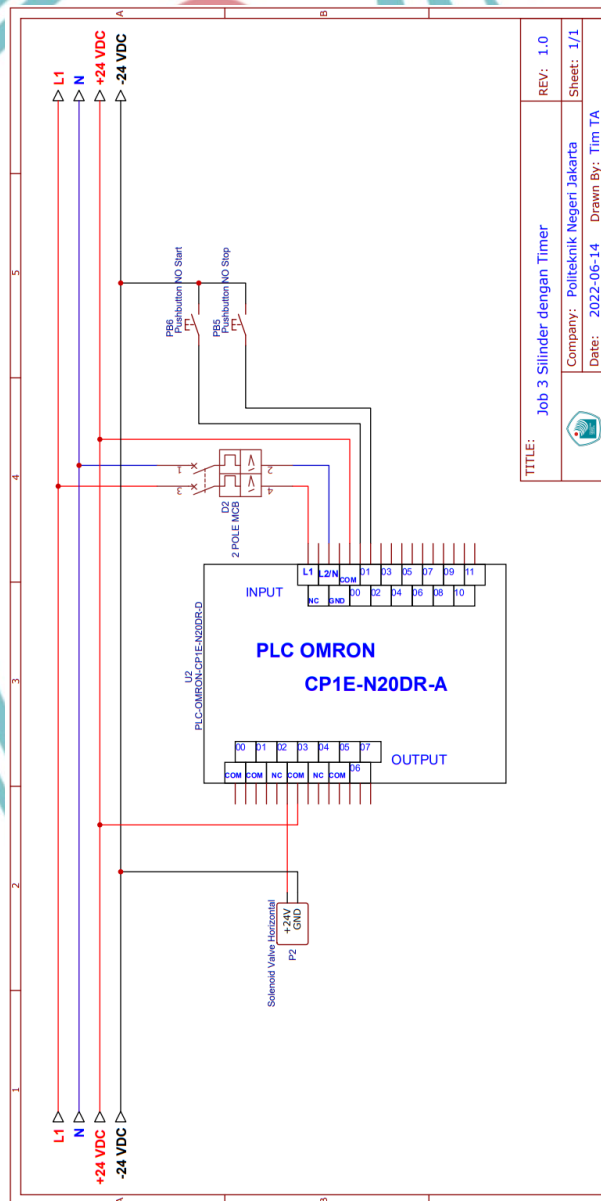 A
B
L1
N
+24 VDC
-24 VDC
5
PB6
Pushbutton NO Start
PB5
Pushbutton NO Stop
4
1
2
3
4
D2
2 POLE MCB
U2
PLC-OMRON-CP1E-N20DR-D
INPUT
L1
L2/N
COM
01
03
05
07
09
11
NC
GND
00
02
04
06
08
10
3
PLC OMRON
CP1E-N20DR-A
OUTPUT
00
01
02
03
04
05
07
COM
COM
NC
COM
NC
COM
06
2
Solenoid Valve Horizontal
+24V
GND
P2
1
L1
N
+24 VDC
-24 VDC
A
B
TITLE:
Job 3 Silinder dengan Timer
REV: 1.0
Company: Politeknik Negeri Jakarta
Sheet: 1/1
Date: 2022-06-14
Drawn By: Tim TA